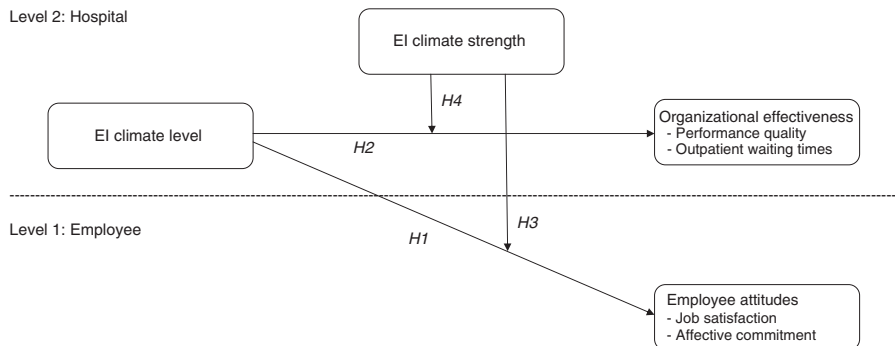 Level 2: Hospital
EI climate strength
H4
EI climate level
H2
Organizational effectiveness
- Performance quality
- Outpatient waiting times
Level 1: Employee
H1
H3
Employee attitudes
- Job satisfaction
- Affective commitment